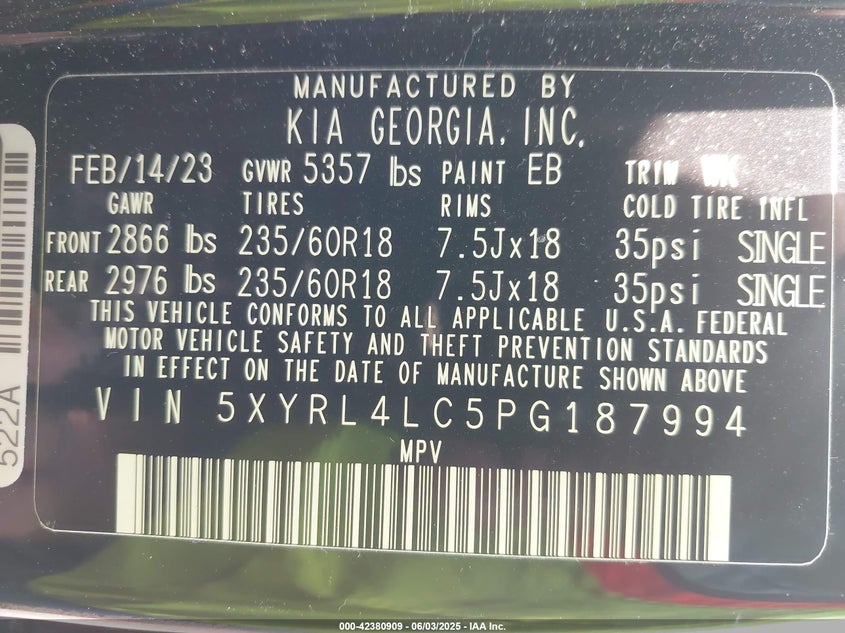 MANUFACTURED BY
KIA GEORGIA, INC.
FEB/14/23 GVWR 5357 lbs PAINT EB TRIM WK
GAWR TIRES RIMS COLD TIRE INFL
FRONT 2866 lbs 235/60R18 7.5Jx18 35psi SINGLE
REAR 2976 lbs 235/60R18 7.5Jx18 35psi SINGLE
THIS VEHICLE CONFORMS TO ALL APPLICABLE U.S.A. FEDERAL
MOTOR VEHICLE SAFETY AND THEFT PREVENTION STANDARDS
IN EFFECT ON THE DATE OF MANUFACTURE SHOWN ABOVE
VIN 5XYRL4LC5PG187994
MPV
522A
000-42380909 - 06/03/2025 - IAA Inc.